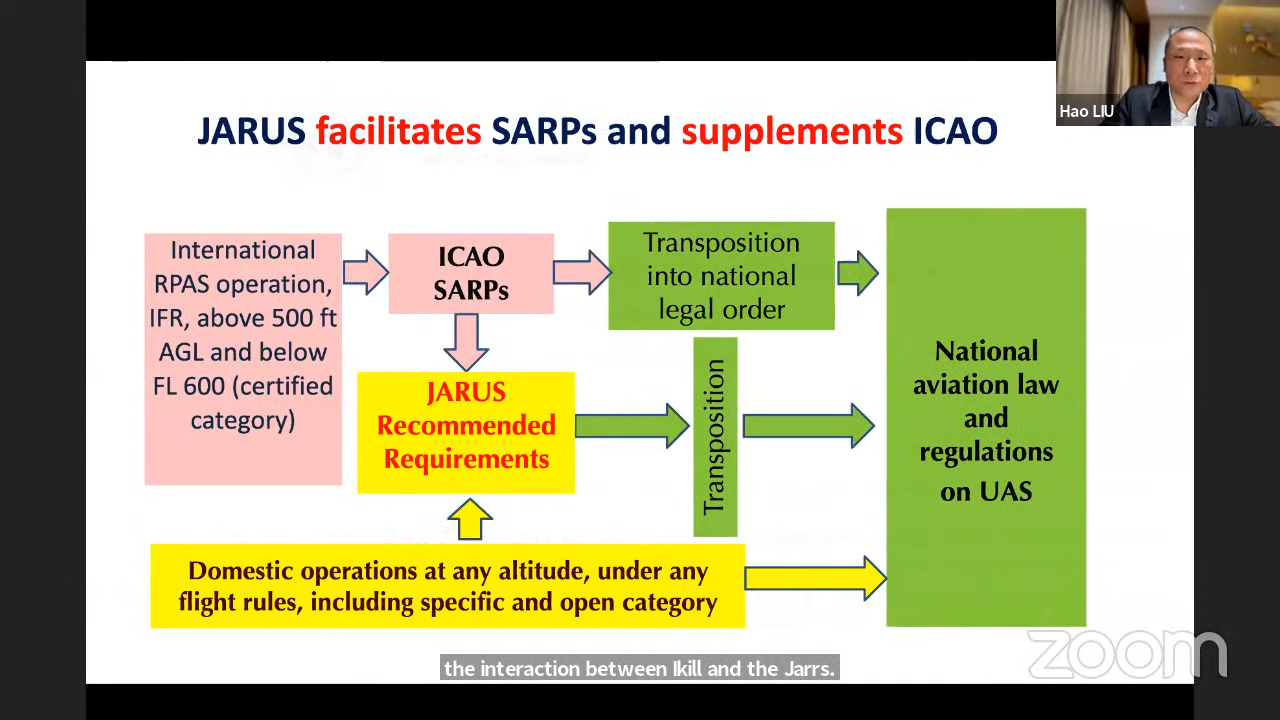 Hao LIU
JARUS facilitates SARPs and supplements ICAO
International
RPAS operation,
IFR, above 500 ft
AGL and below
FL 600 (certified
category)
ICAO
SARPs
Transposition
into national
legal order
JARUS
Recommended
Requirements
Transposition
National
aviation law
and
regulations
on UAS
Domestic operations at any altitude, under any
flight rules, including specific and open category
zoom
the interaction between Ikill and the Jarrs.